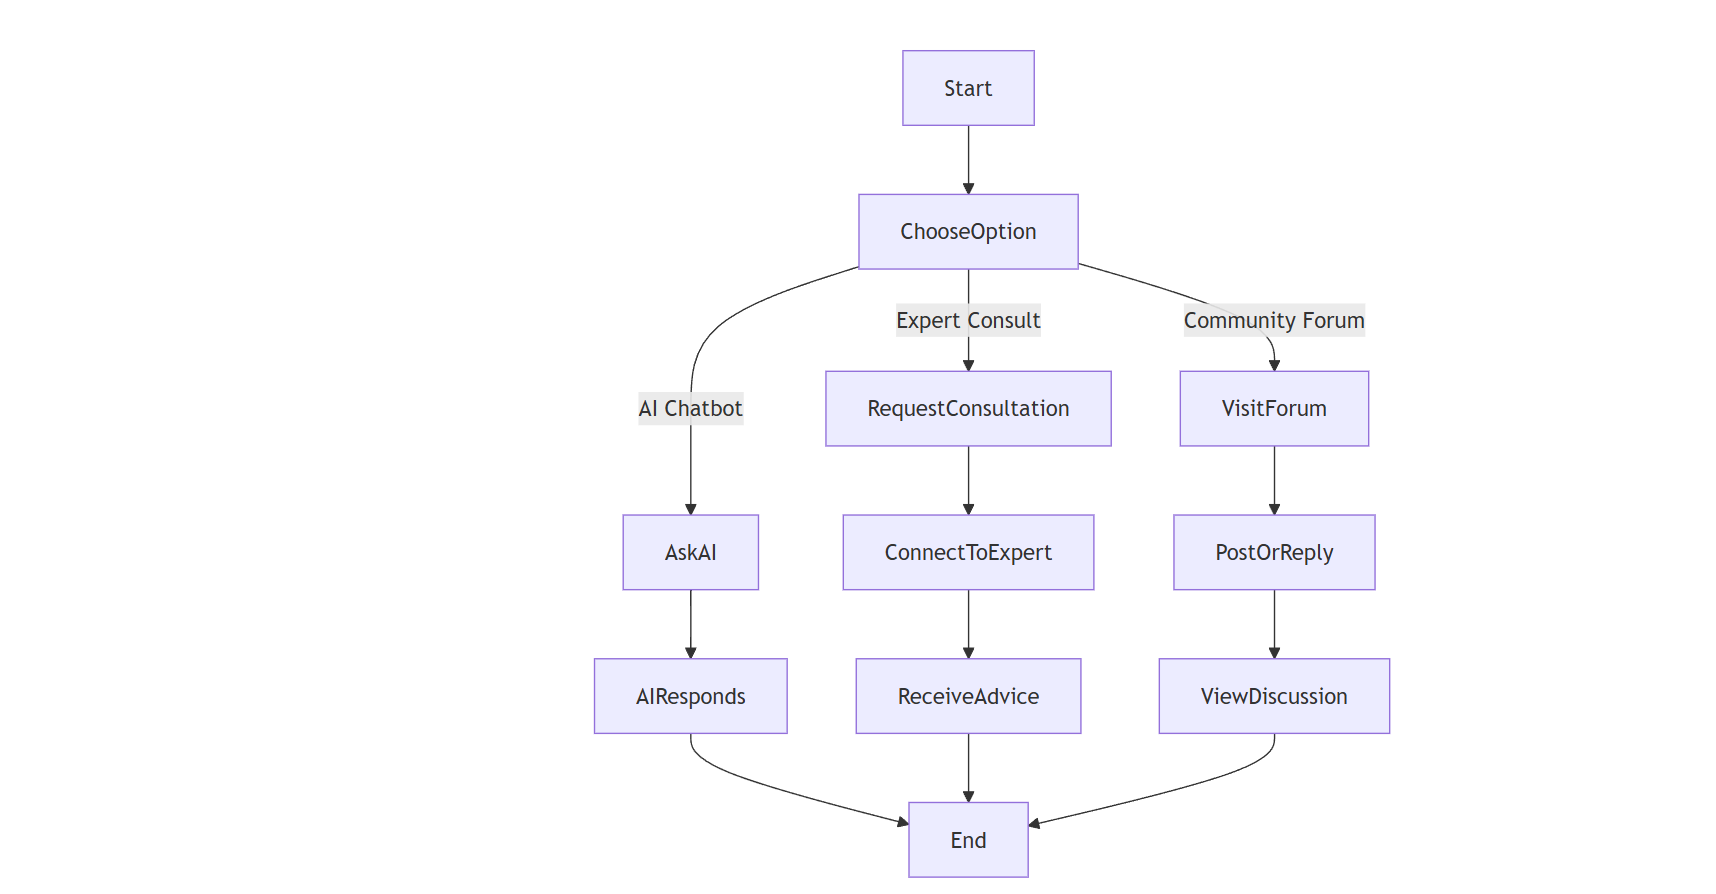 Start
ChooseOption
Expert Consult
Community Forum
AI Chatbot
RequestConsultation
VisitForum
AskAI
ConnectToExpert
PostOrReply
AIResponds
ReceiveAdvice
ViewDiscussion
End